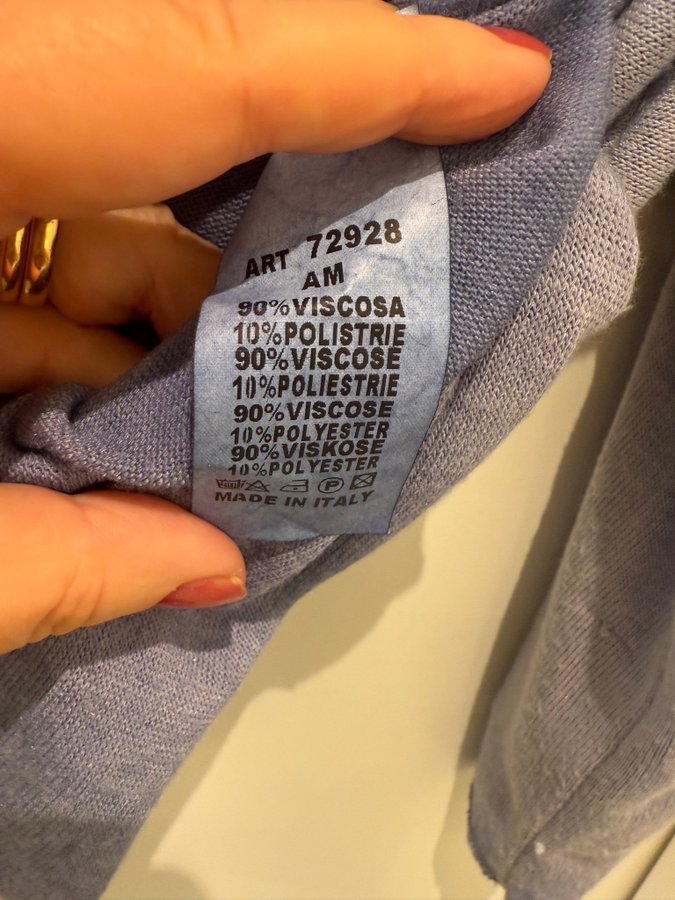 ART 72928
AM
90%VISCOSA
10%POLISTRIE
90%VISCOSE
10%POLIESTRIE
90%VISCOSE
10%POLYESTER
90%VISKOSE
10%POLYESTER
P
MADE IN ITALY